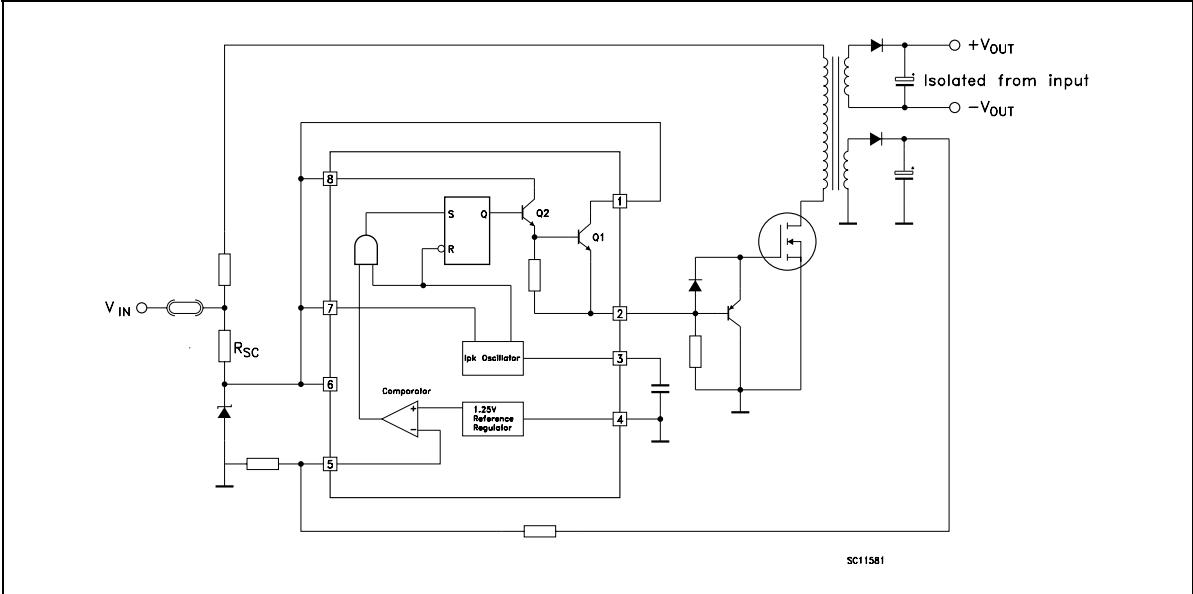 +VOUT
Isolated from input
-VOUT
8
1
S Q
Q2
Q1
R
VIN
7
2
RSC
Ipk Oscillator
3
6
Comparator
+
1.25V
Reference
Regulator
4
-
5
SC11581